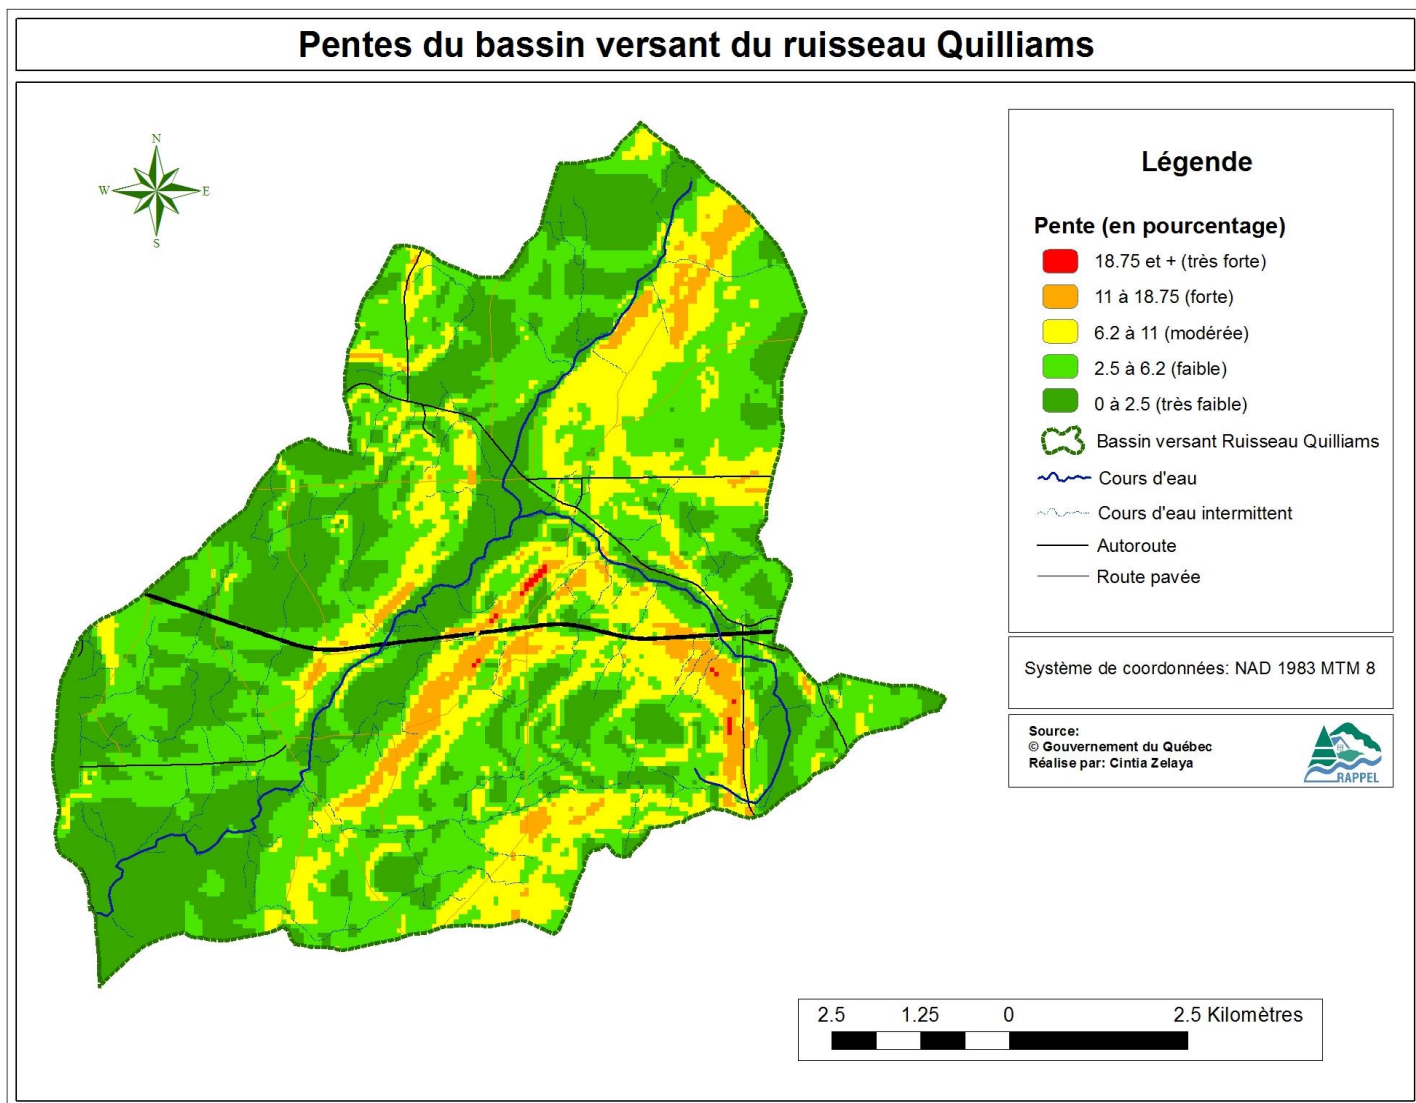 Pentes du bassin versant du ruisseau Quilliams
N
W
E
S
Légende
Pente (en pourcentage)
18.75 et + (très forte)
11 à 18.75 (forte)
6.2 à 11 (modérée)
2.5 à 6.2 (faible)
0 à 2.5 (très faible)
Bassin versant Ruisseau Quilliams
Cours d'eau
Cours d'eau intermittent
Autoroute
Route pavée
Système de coordonnées: NAD 1983 MTM 8
Source:
© Gouvernement du Québec
Réalise par: Cintia Zelaya
RAPPEL
2.5 1.25 0 2.5 Kilomètres